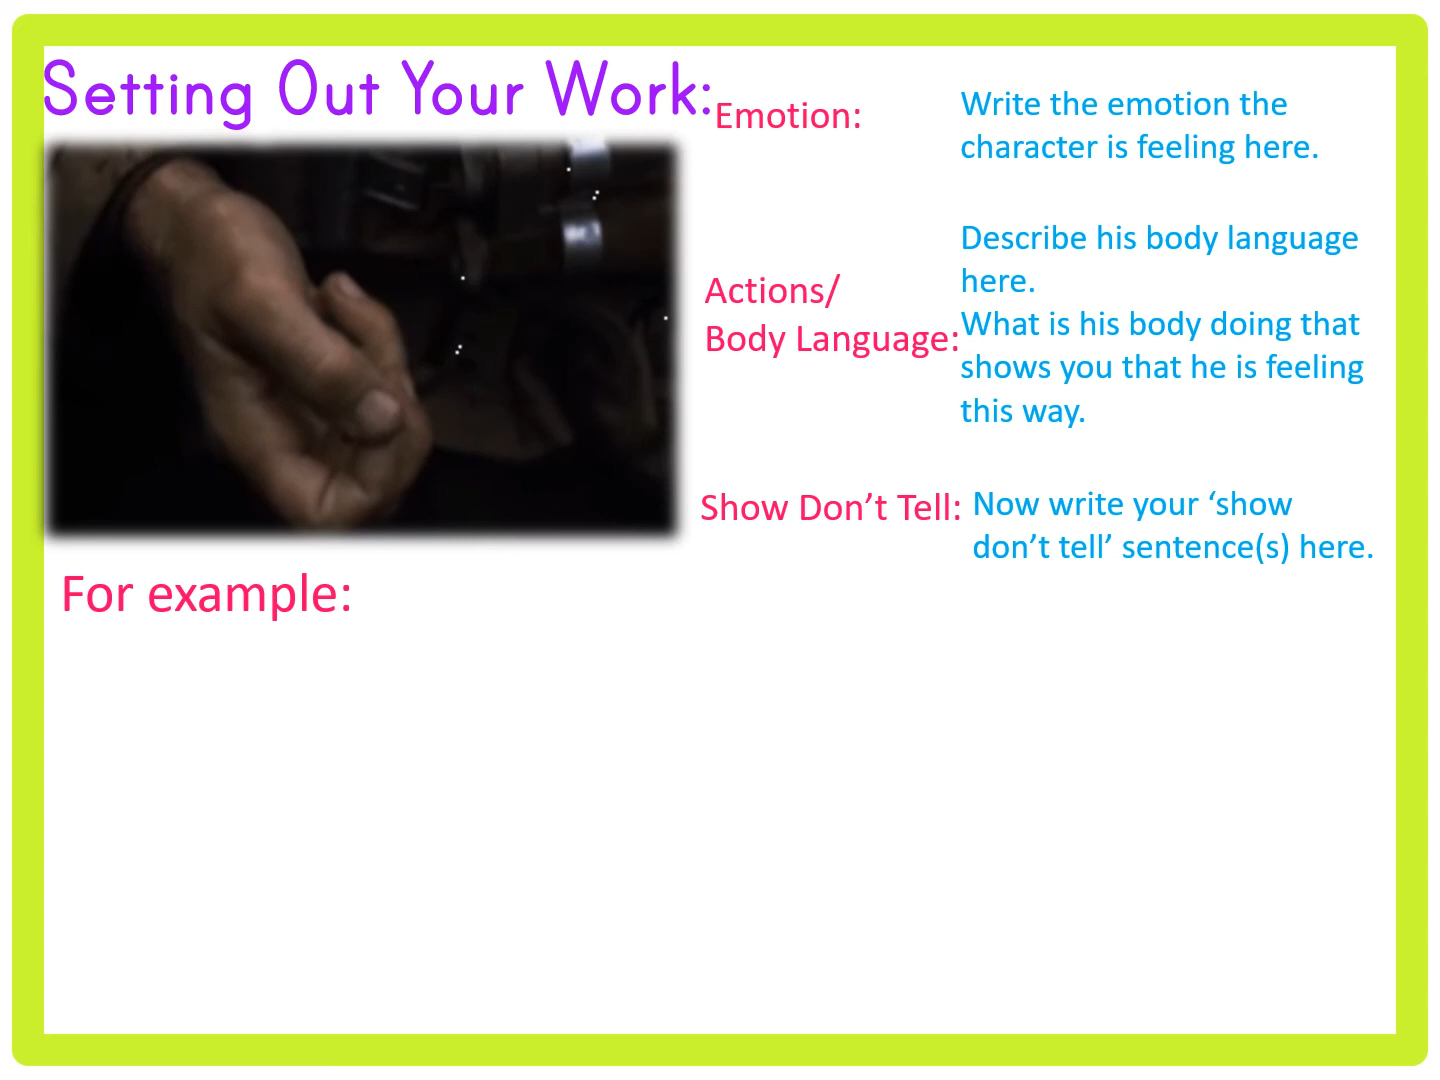 Setting Out Your Work:
Emotion:
Write the emotion the
character is feeling here.
Actions/
Body Language:
Describe his body language
here.
What is his body doing that
shows you that he is feeling
this way.
Show Don’t Tell:
Now write your ‘show
don’t tell’ sentence(s) here.
For example: